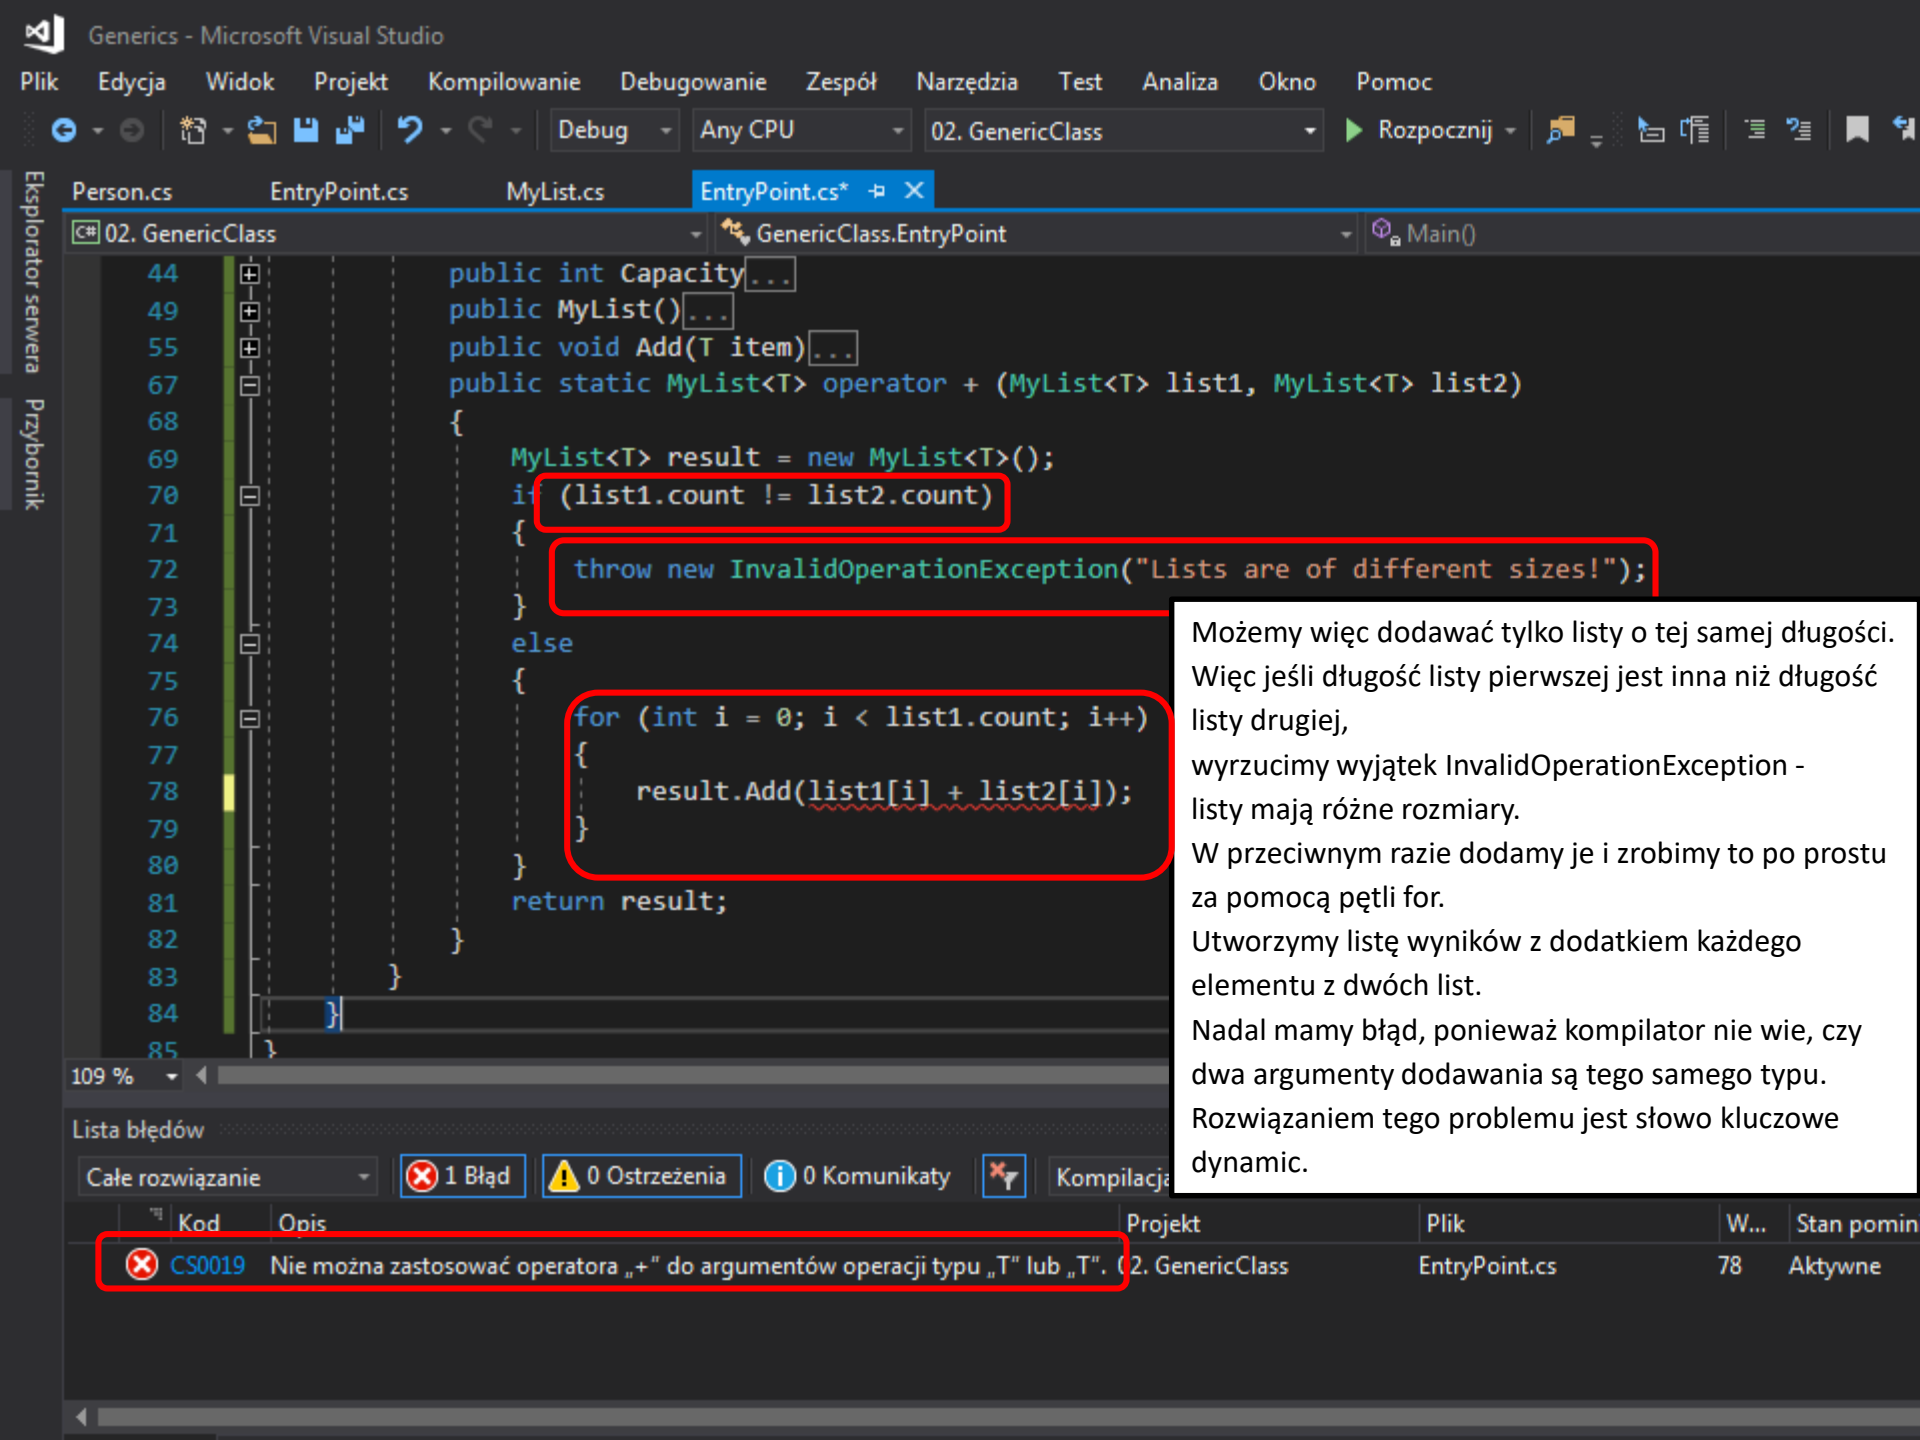 Generics - Microsoft Visual Studio
Plik Edycja Widok Projekt Kompilowanie Debugowanie Zespół Narzędzia Test Analiza Okno Pomoc
Debug Any CPU 02. GenericClass Rozpocznij
Eksplorator serwera
Przybornik
Person.cs EntryPoint.cs MyList.cs EntryPoint.cs*
C# 02. GenericClass GenericClass.EntryPoint Main()
44 public int Capacity...
49 public MyList()...
55 public void Add(T item)...
67 public static MyList<T> operator + (MyList<T> list1, MyList<T> list2)
68 {
69 MyList<T> result = new MyList<T>();
70 if (list1.count != list2.count)
71 {
72 throw new InvalidOperationException("Lists are of different sizes!");
73 }
74 else
75 {
76 for (int i = 0; i < list1.count; i++)
77 {
78 result.Add(list1[i] + list2[i]);
79 }
80 }
81 return result;
82 }
83 }
84 }
85 }
109 %
Możemy więc dodawać tylko listy o tej samej długości.
Więc jeśli długość listy pierwszej jest inna niż długość
listy drugiej,
wyrzucimy wyjątek InvalidOperationException -
listy mają różne rozmiary.
W przeciwnym razie dodamy je i zrobimy to po prostu
za pomocą pętli for.
Utworzymy listę wyników z dodatkiem każdego
elementu z dwóch list.
Nadal mamy błąd, ponieważ kompilator nie wie, czy
dwa argumenty dodawania są tego samego typu.
Rozwiązaniem tego problemu jest słowo kluczowe
dynamic.
Lista błędów
Całe rozwiązanie 1 Błąd 0 Ostrzeżenia 0 Komunikaty Kompilacja
Kod Opis Projekt Plik W... Stan pomin
CS0019 Nie można zastosować operatora „+” do argumentów operacji typu „T” lub „T”. 02. GenericClass EntryPoint.cs 78 Aktywne